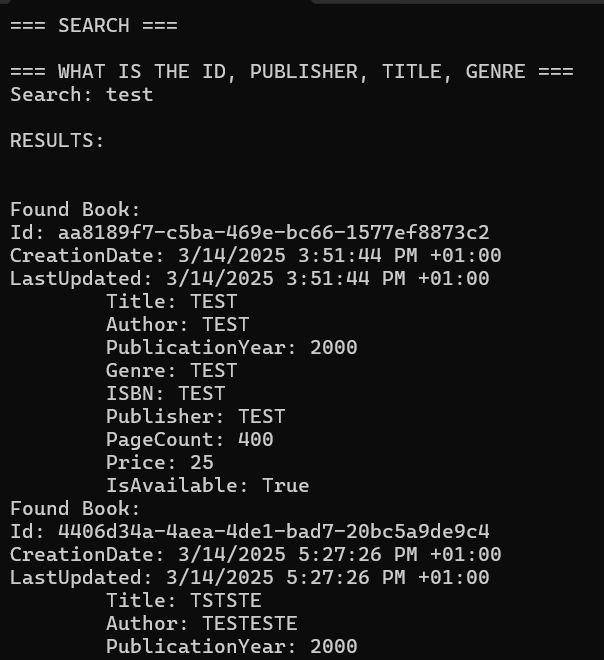 === SEARCH ===
=== WHAT IS THE ID, PUBLISHER, TITLE, GENRE ===
Search: test
RESULTS:
Found Book:
Id: aa8189f7-c5ba-469e-bc66-1577ef8873c2
CreationDate: 3/14/2025 3:51:44 PM +01:00
LastUpdated: 3/14/2025 3:51:44 PM +01:00
Title: TEST
Author: TEST
PublicationYear: 2000
Genre: TEST
ISBN: TEST
Publisher: TEST
PageCount: 400
Price: 25
IsAvailable: True
Found Book:
Id: 4406d34a-4aea-4de1-bad7-20bc5a9de9c4
CreationDate: 3/14/2025 5:27:26 PM +01:00
LastUpdated: 3/14/2025 5:27:26 PM +01:00
Title: TSTSTE
Author: TESTESTE
PublicationYear: 2000